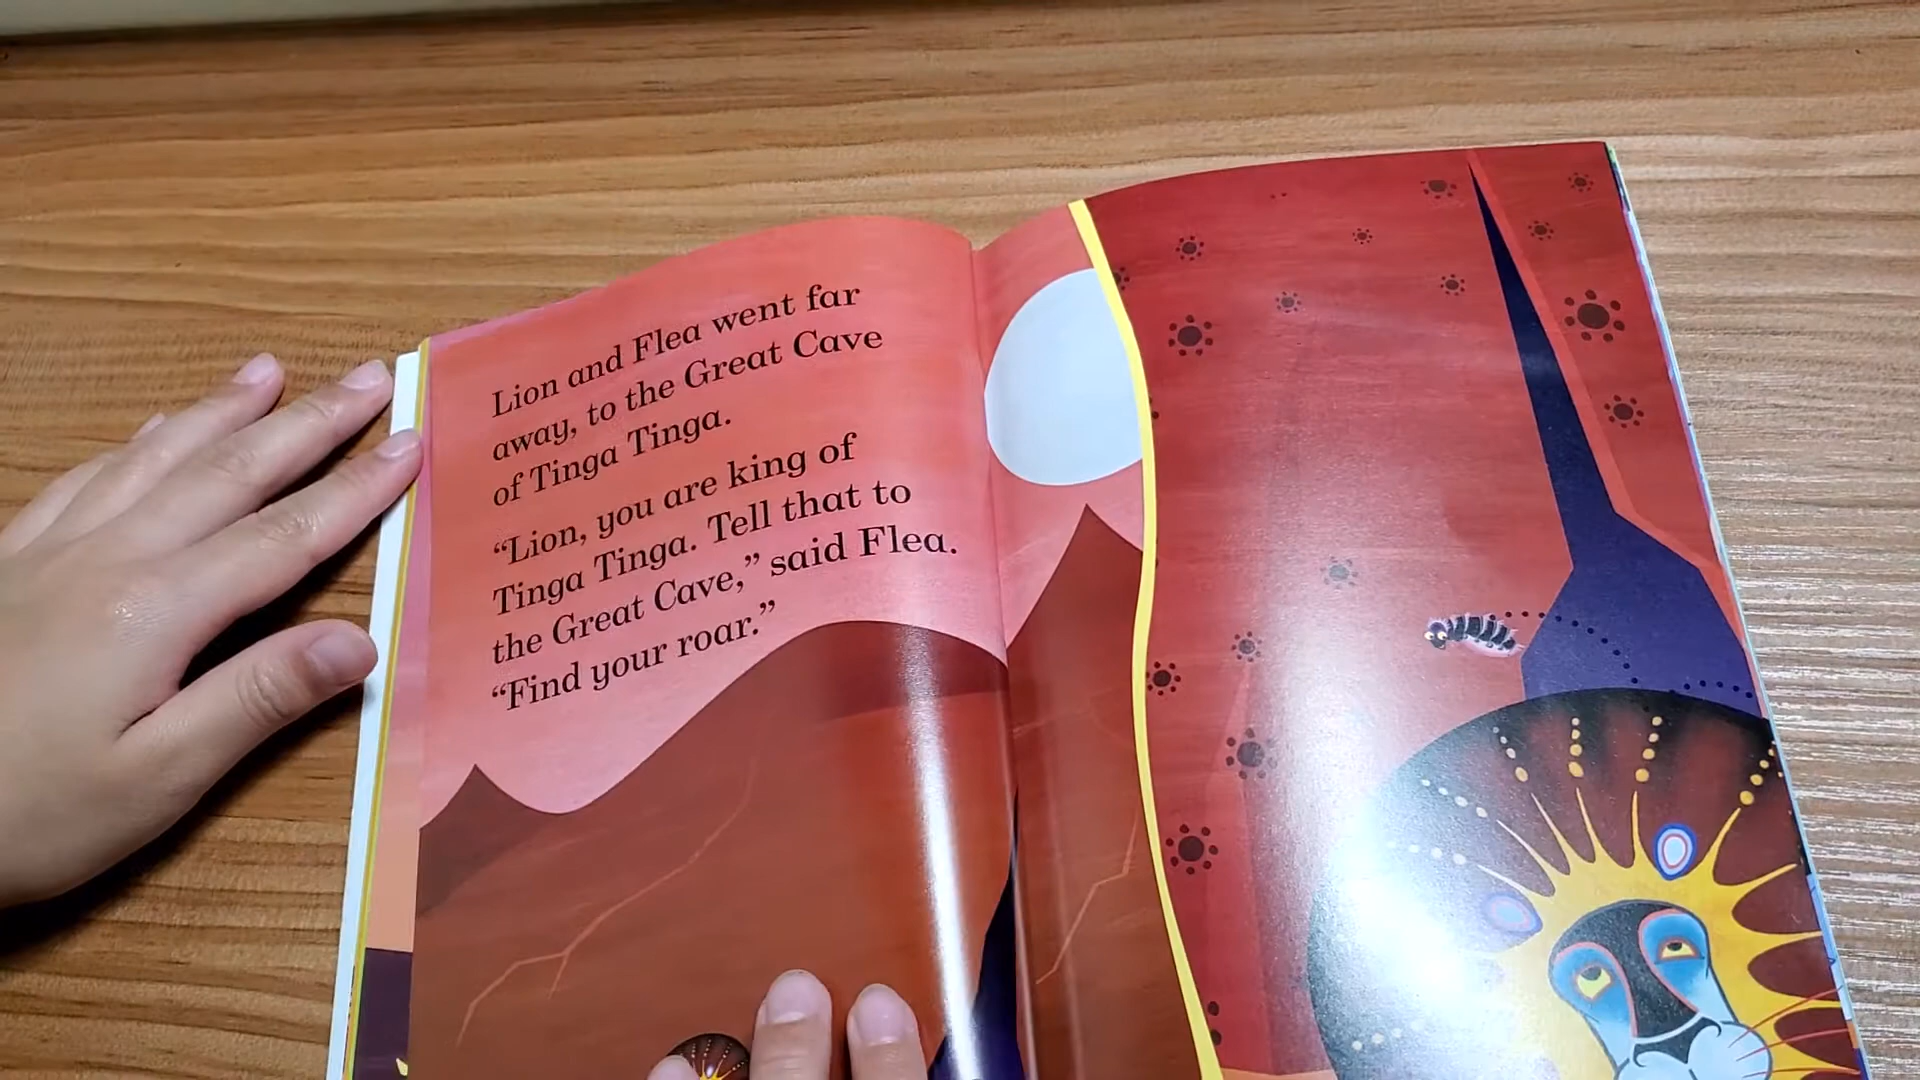 Lion and Flea went far
away, to the Great Cave
of Tinga Tinga.
“Lion, you are king of
Tinga Tinga. Tell that to
the Great Cave,” said Flea.
“Find your roar.”